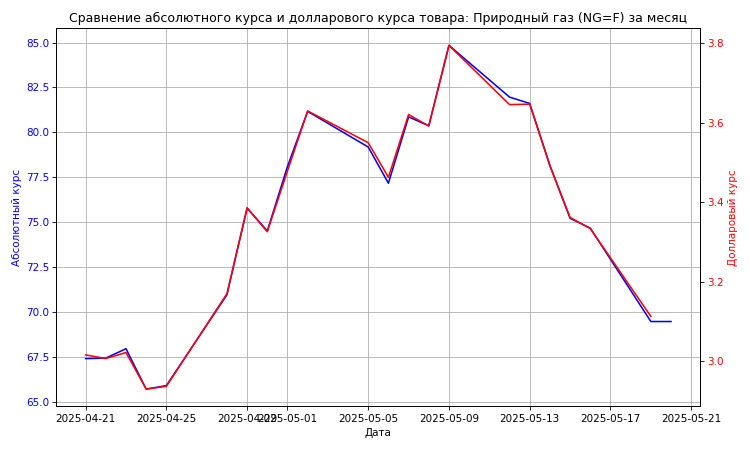 Сравнение абсолютного курса и долларового курса товара: Природный газ (NG=F) за месяц
85.0
82.5
80.0
77.5
75.0
72.5
70.0
67.5
65.0
Абсолютный курс
3.8
3.6
3.4
3.2
3.0
Долларовый курс
2025-04-21 2025-04-25 2025-04-29 2025-05-01 2025-05-05 2025-05-09 2025-05-13 2025-05-17 2025-05-21
Дата